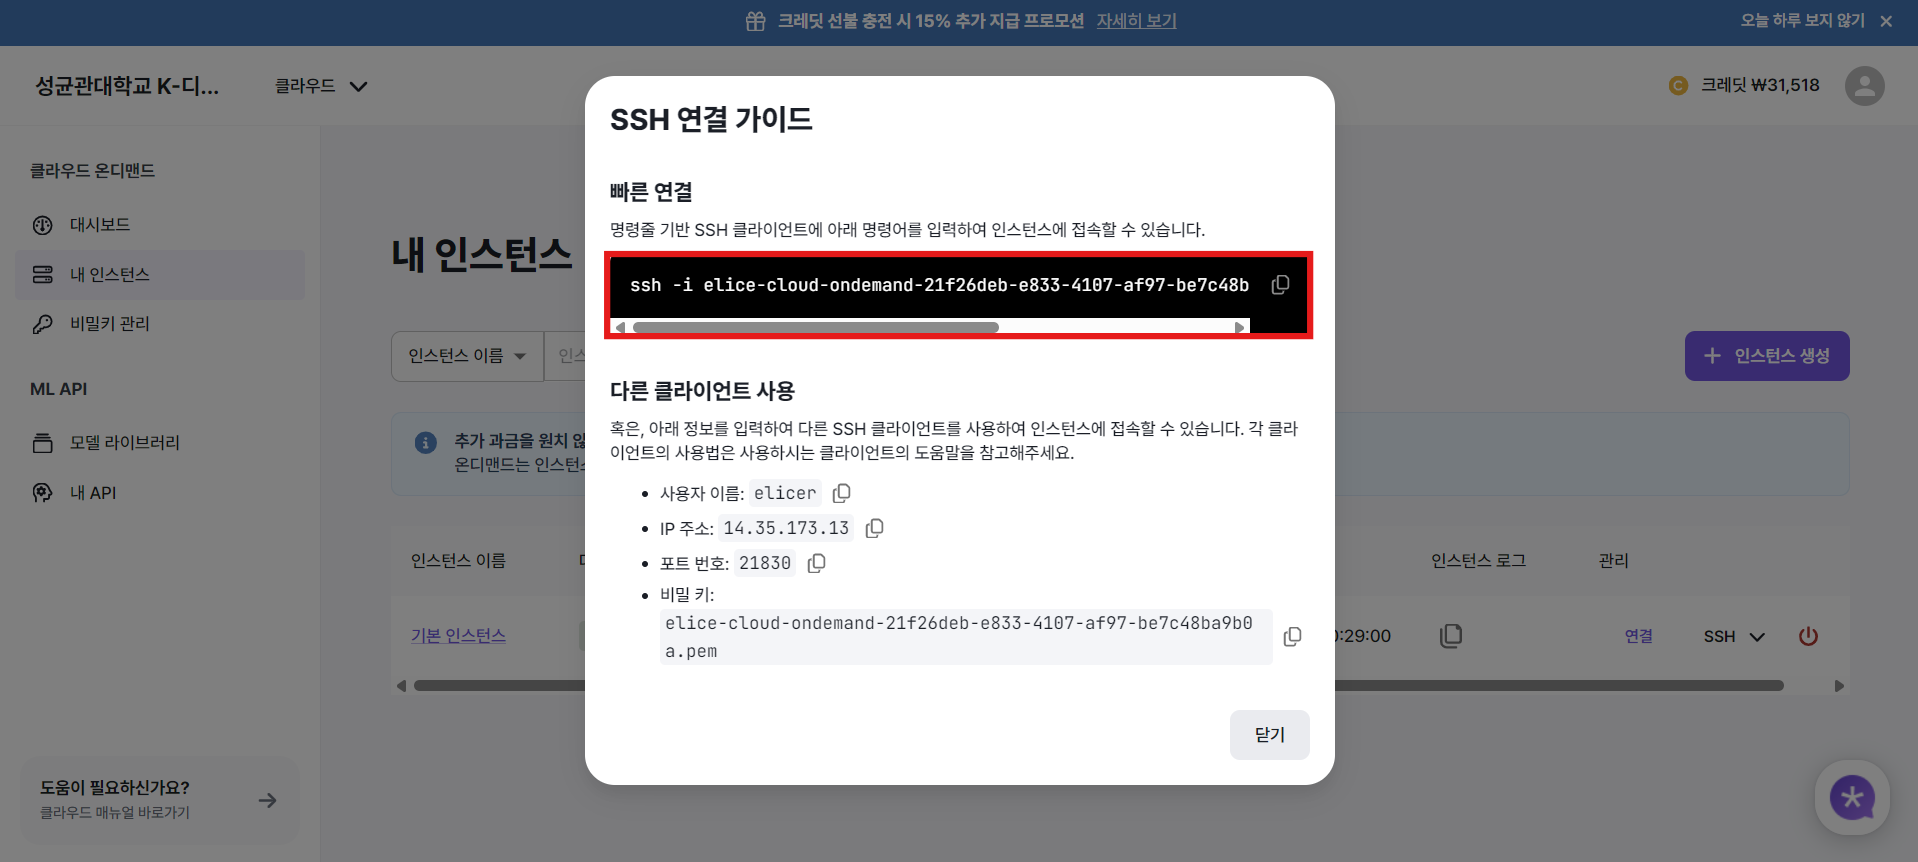 크레딧 선불 충전 시 15% 추가 지급 프로모션 자세히 보기
오늘 하루 보지 않기
성균관대학교 K-디...
클라우드
크레딧 ₩31,518
클라우드 온디맨드
대시보드
내 인스턴스
비밀키 관리
ML API
모델 라이브러리
내 API
도움이 필요하신가요?
클라우드 매뉴얼 바로가기
내 인스턴스
인스턴스 이름
인스
인스턴스 생성
추가 과금을 원치 않
온디맨드는 인스턴스
인스턴스 이름
인스턴스 로그
관리
기본 인스턴스
:29:00
연결
SSH
SSH 연결 가이드
빠른 연결
명령줄 기반 SSH 클라이언트에 아래 명령어를 입력하여 인스턴스에 접속할 수 있습니다.
ssh -i elice-cloud-ondemand-21f26deb-e833-4107-af97-be7c48b
다른 클라이언트 사용
혹은, 아래 정보를 입력하여 다른 SSH 클라이언트를 사용하여 인스턴스에 접속할 수 있습니다. 각 클라
이언트의 사용법은 사용하시는 클라이언트의 도움말을 참고해주세요.
사용자 이름: elicer
IP 주소: 14.35.173.13
포트 번호: 21830
비밀 키:
elice-cloud-ondemand-21f26deb-e833-4107-af97-be7c48ba9b0
a.pem
닫기